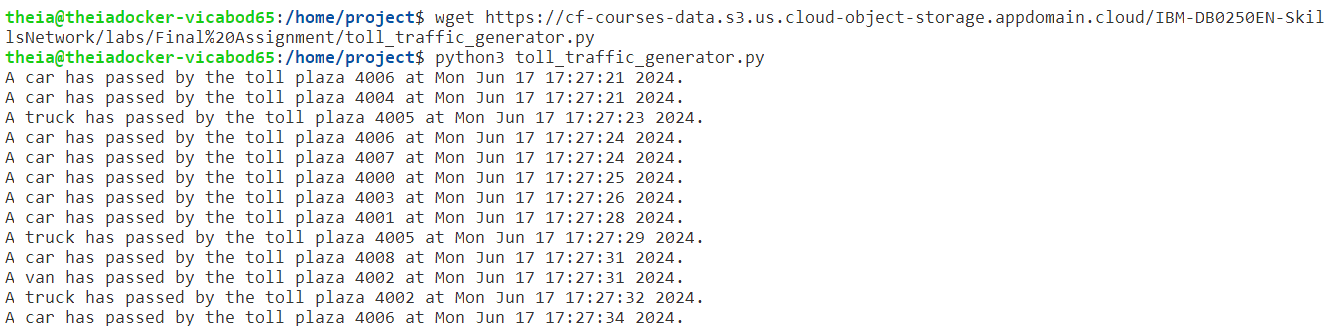 theia@theiadocker-vicabod65:/home/project$ wget https://cf-courses-data.s3.us.cloud-object-storage.appdomain.cloud/IBM-DB0250EN-Skil
lsNetwork/labs/Final%20Assignment/toll_traffic_generator.py
theia@theiadocker-vicabod65:/home/project$ python3 toll_traffic_generator.py
A car has passed by the toll plaza 4006 at Mon Jun 17 17:27:21 2024.
A car has passed by the toll plaza 4004 at Mon Jun 17 17:27:21 2024.
A truck has passed by the toll plaza 4005 at Mon Jun 17 17:27:23 2024.
A car has passed by the toll plaza 4006 at Mon Jun 17 17:27:24 2024.
A car has passed by the toll plaza 4007 at Mon Jun 17 17:27:24 2024.
A car has passed by the toll plaza 4000 at Mon Jun 17 17:27:25 2024.
A car has passed by the toll plaza 4003 at Mon Jun 17 17:27:26 2024.
A car has passed by the toll plaza 4001 at Mon Jun 17 17:27:28 2024.
A truck has passed by the toll plaza 4005 at Mon Jun 17 17:27:29 2024.
A car has passed by the toll plaza 4008 at Mon Jun 17 17:27:31 2024.
A van has passed by the toll plaza 4002 at Mon Jun 17 17:27:31 2024.
A truck has passed by the toll plaza 4002 at Mon Jun 17 17:27:32 2024.
A car has passed by the toll plaza 4006 at Mon Jun 17 17:27:34 2024.